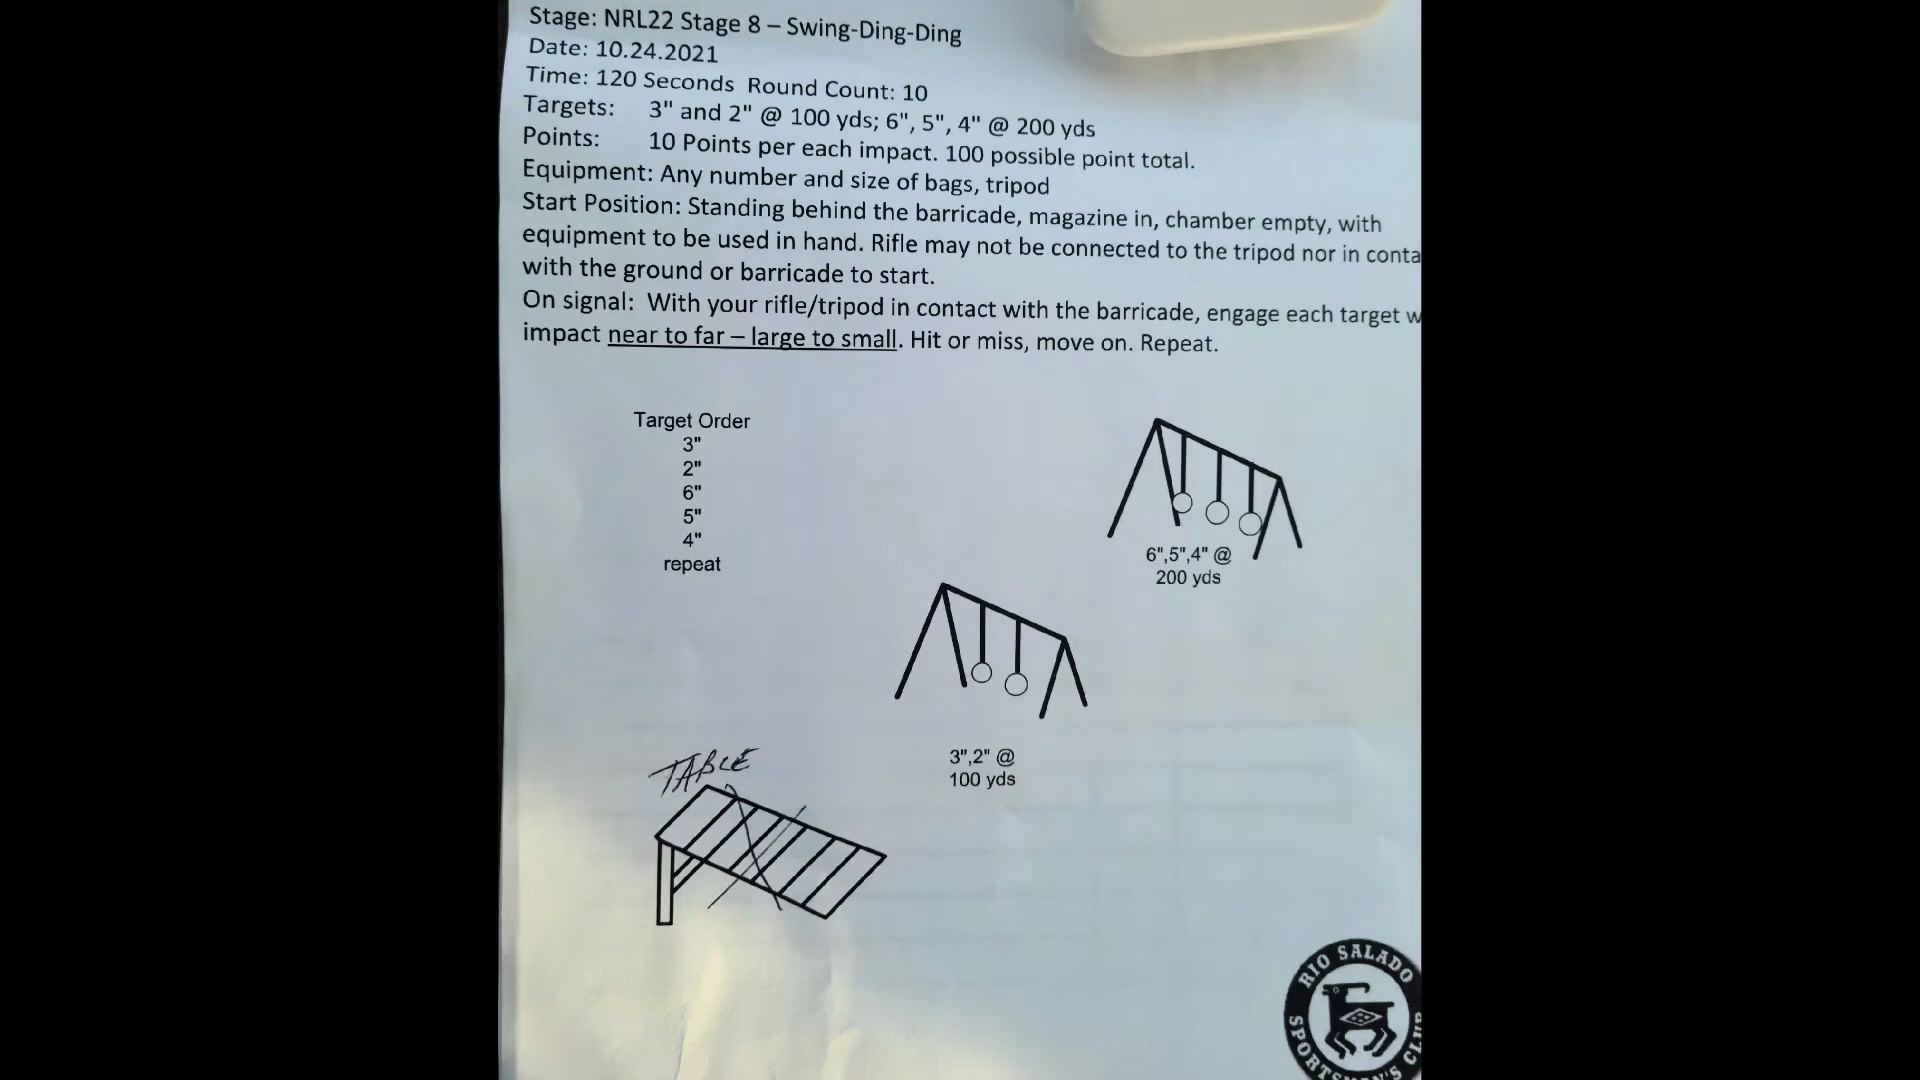 Stage: NRL22 Stage 8 – Swing-Ding-Ding
Date: 10.24.2021
Time: 120 Seconds Round Count: 10
Targets: 3" and 2" @ 100 yds; 6", 5", 4" @ 200 yds
Points: 10 Points per each impact. 100 possible point total.
Equipment: Any number and size of bags, tripod
Start Position: Standing behind the barricade, magazine in, chamber empty, with
equipment to be used in hand. Rifle may not be connected to the tripod nor in conta
with the ground or barricade to start.
On signal: With your rifle/tripod in contact with the barricade, engage each target w
impact near to far – large to small. Hit or miss, move on. Repeat.
Target Order
3"
2"
6"
5"
4"
repeat
6",5",4" @
200 yds
3",2" @
100 yds
TABLE
RIO SALADO
SPORTSMEN'S CLUB